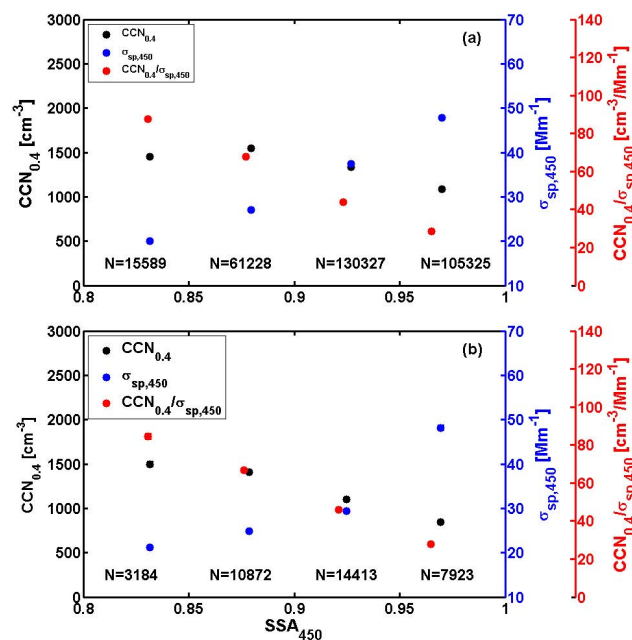 3000
2500
2000
1500
1000
500
0
CCN0.4 [cm-3]
CCN0.4
σsp,450
CCN0.4/σsp,450
(a)
N=15589 N=61228 N=130327 N=105325
0.8 0.85 0.9 0.95 1
70
60
50
40
30
20
10
σsp,450 [Mm-1]
140
120
100
80
60
40
20
0
CCN0.4/σsp,450 [cm-3/Mm-1]
3000
2500
2000
1500
1000
500
0
CCN0.4 [cm-3]
CCN0.4
σsp,450
CCN0.4/σsp,450
(b)
N=3184 N=10872 N=14413 N=7923
0.8 0.85 0.9 0.95 1
SSA450
70
60
50
40
30
20
10
σsp,450 [Mm-1]
140
120
100
80
60
40
20
0
CCN0.4/σsp,450 [cm-3/Mm-1]